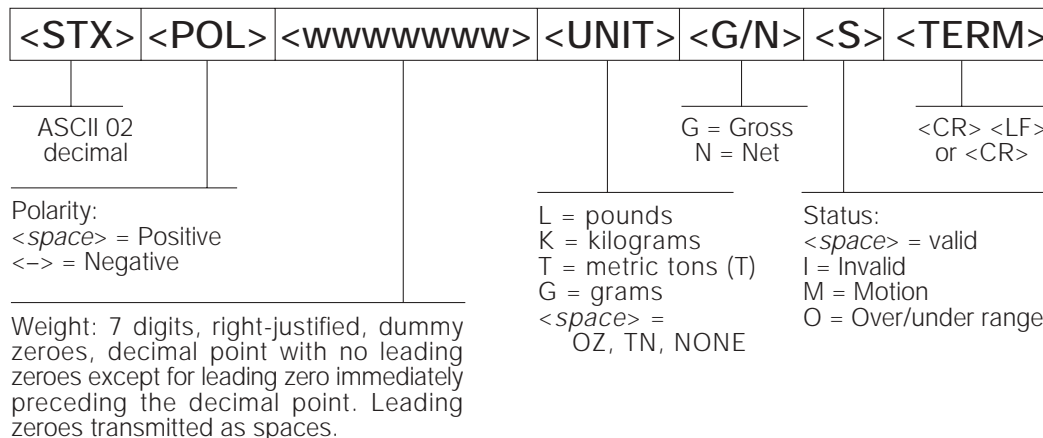 <STX> <POL> <wwwwwww> <UNIT> <G/N> <S> <TERM>
ASCII 02
decimal
G = Gross
N = Net
<CR> <LF>
or <CR>
Polarity:
<space> = Positive
<–> = Negative
L = pounds
K = kilograms
T = metric tons (T)
G = grams
<space> =
OZ, TN, NONE
Status:
<space> = valid
I = Invalid
M = Motion
O = Over/under range
Weight: 7 digits, right-justified, dummy
zeroes, decimal point with no leading
zeroes except for leading zero immediately
preceding the decimal point. Leading
zeroes transmitted as spaces.